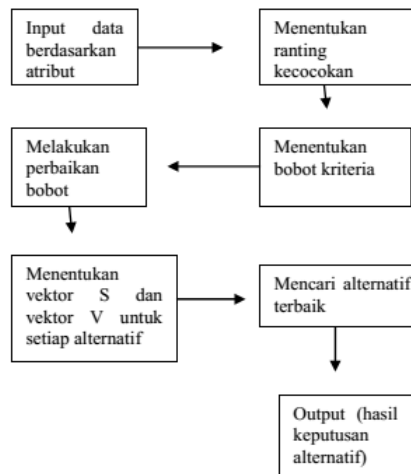 Input data
berdasarkan
atribut
Menentukan
ranting
kecocokan
Menentukan
bobot kriteria
Melakukan
perbaikan
bobot
Menentukan
vektor S dan
vektor V untuk
setiap alternatif
Mencari alternatif
terbaik
Output (hasil
keputusan
alternatif)